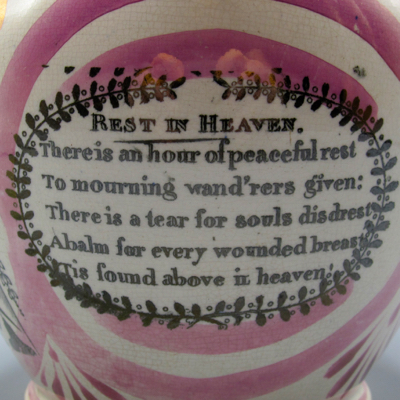 REST IN HEAVEN.
There is an hour of peaceful rest
To mourning wand'rers given:
There is a tear for souls disdrest
A balm for every wounded breast
Tis found above in heaven!